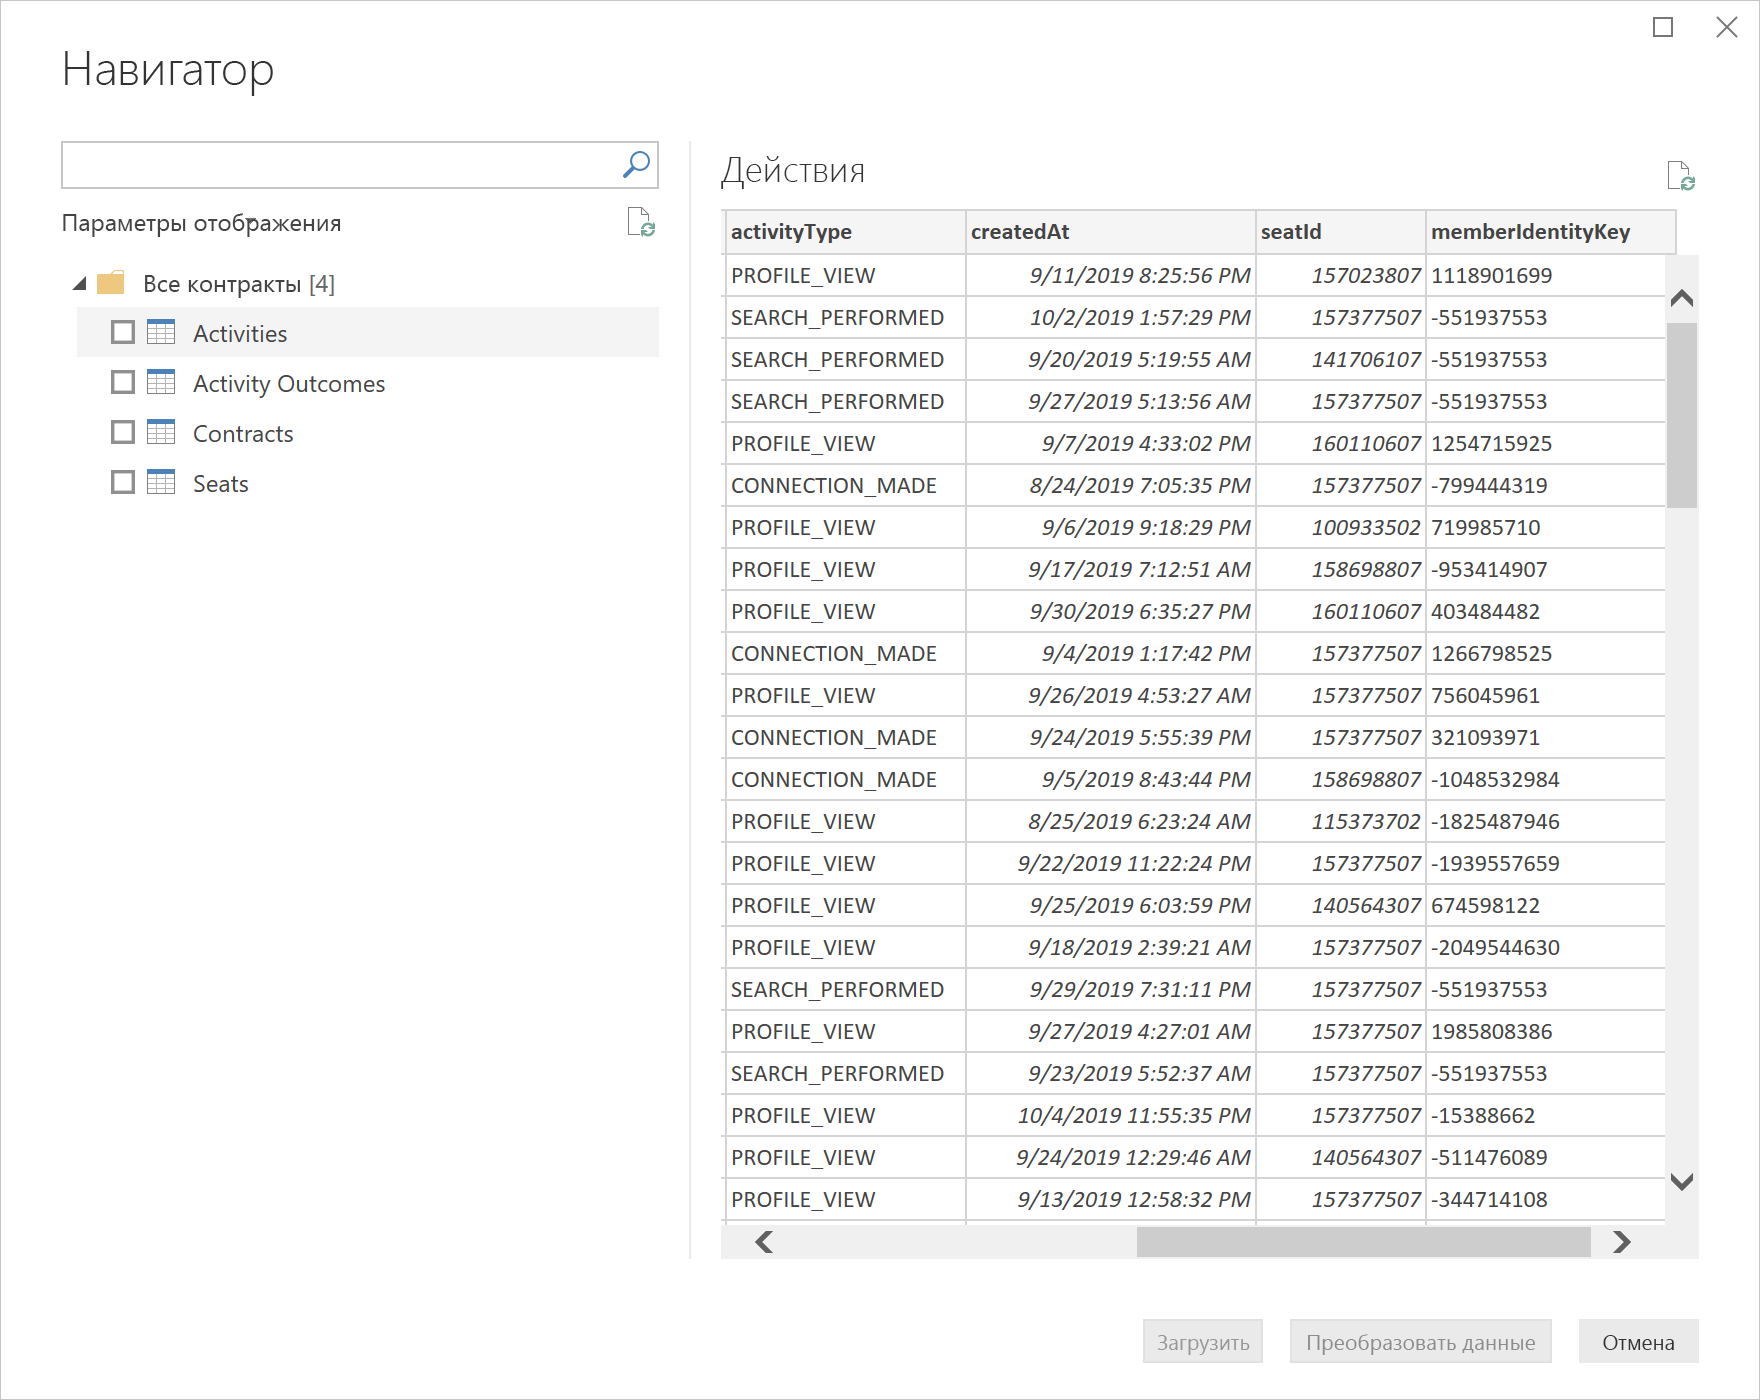 Навигатор
Параметры отображения
Все контракты [4]
Activities
Activity Outcomes
Contracts
Seats
Действия
activityType createdAt seatId memberIdentityKey
PROFILE_VIEW 9/11/2019 8:25:56 PM 157023807 1118901699
SEARCH_PERFORMED 10/2/2019 1:57:29 PM 157377507 -551937553
SEARCH_PERFORMED 9/20/2019 5:19:55 AM 141706107 -551937553
SEARCH_PERFORMED 9/27/2019 5:13:56 AM 157377507 -551937553
PROFILE_VIEW 9/7/2019 4:33:02 PM 160110607 1254715925
CONNECTION_MADE 8/24/2019 7:05:35 PM 157377507 -799444319
PROFILE_VIEW 9/6/2019 9:18:29 PM 100933502 719985710
PROFILE_VIEW 9/17/2019 7:12:51 AM 158698807 -953414907
PROFILE_VIEW 9/30/2019 6:35:27 PM 160110607 403484482
CONNECTION_MADE 9/4/2019 1:17:42 PM 157377507 1266798525
PROFILE_VIEW 9/26/2019 4:53:27 AM 157377507 756045961
CONNECTION_MADE 9/24/2019 5:55:39 PM 157377507 321093971
CONNECTION_MADE 9/5/2019 8:43:44 PM 158698807 -1048532984
PROFILE_VIEW 8/25/2019 6:23:24 AM 115373702 -1825487946
PROFILE_VIEW 9/22/2019 11:22:24 PM 157377507 -1939557659
PROFILE_VIEW 9/25/2019 6:03:59 PM 140564307 674598122
PROFILE_VIEW 9/18/2019 2:39:21 AM 157377507 -2049544630
SEARCH_PERFORMED 9/29/2019 7:31:11 PM 157377507 -551937553
PROFILE_VIEW 9/27/2019 4:27:01 AM 157377507 1985808386
SEARCH_PERFORMED 9/23/2019 5:52:37 AM 157377507 -551937553
PROFILE_VIEW 10/4/2019 11:55:35 PM 157377507 -15388662
PROFILE_VIEW 9/24/2019 12:29:46 AM 140564307 -511476089
PROFILE_VIEW 9/13/2019 12:58:32 PM 157377507 -344714108
Загрузить Преобразовать данные Отмена